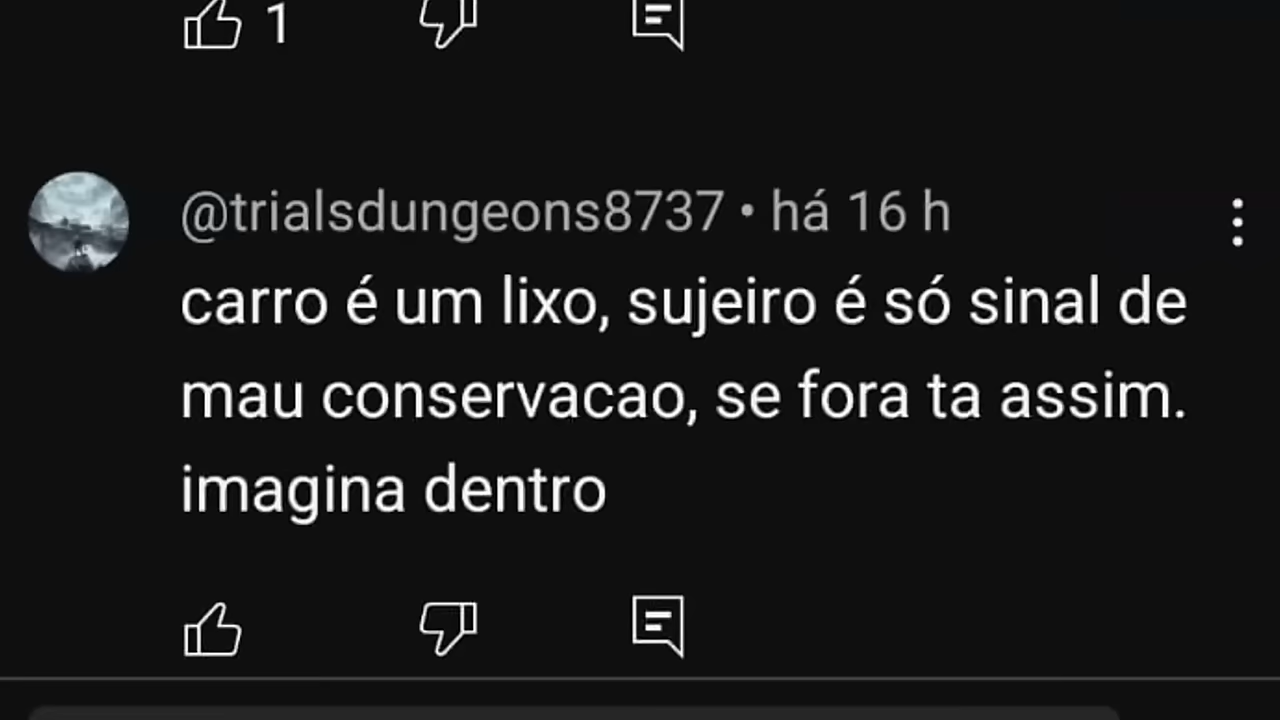 1
@trialsdungeons8737 • há 16 h
carro é um lixo, sujeiro é só sinal de
mau conservacao, se fora ta assim.
imagina dentro